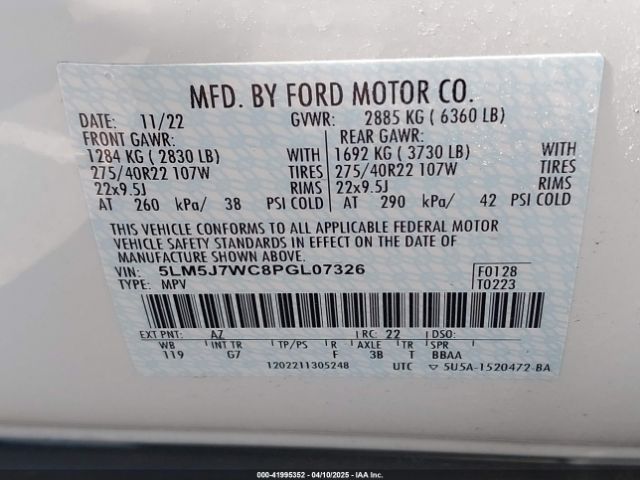 MFD. BY FORD MOTOR CO.
DATE: 11/22 GVWR: 2885 KG ( 6360 LB)
FRONT GAWR: REAR GAWR:
1284 KG ( 2830 LB) WITH 1692 KG ( 3730 LB) WITH
275/40R22 107W TIRES 275/40R22 107W TIRES
22x9.5J RIMS 22x9.5J RIMS
AT 260 kPa/ 38 PSI COLD AT 290 kPa/ 42 PSI COLD
THIS VEHICLE CONFORMS TO ALL APPLICABLE FEDERAL MOTOR
VEHICLE SAFETY STANDARDS IN EFFECT ON THE DATE OF
MANUFACTURE SHOWN ABOVE.
VIN: 5LM5J7WC8PGL07326 F0128
TYPE: MPV T0223
EXT PNT: AZ RC: 22 DSO:
WB INT TR TP/PS R AXLE TR SPR
119 G7 F 3B T BBAA
1202211305248 UTC ▽ 5U5A-1520472-BA
000-41995352 - 04/10/2025 - IAAI.COM